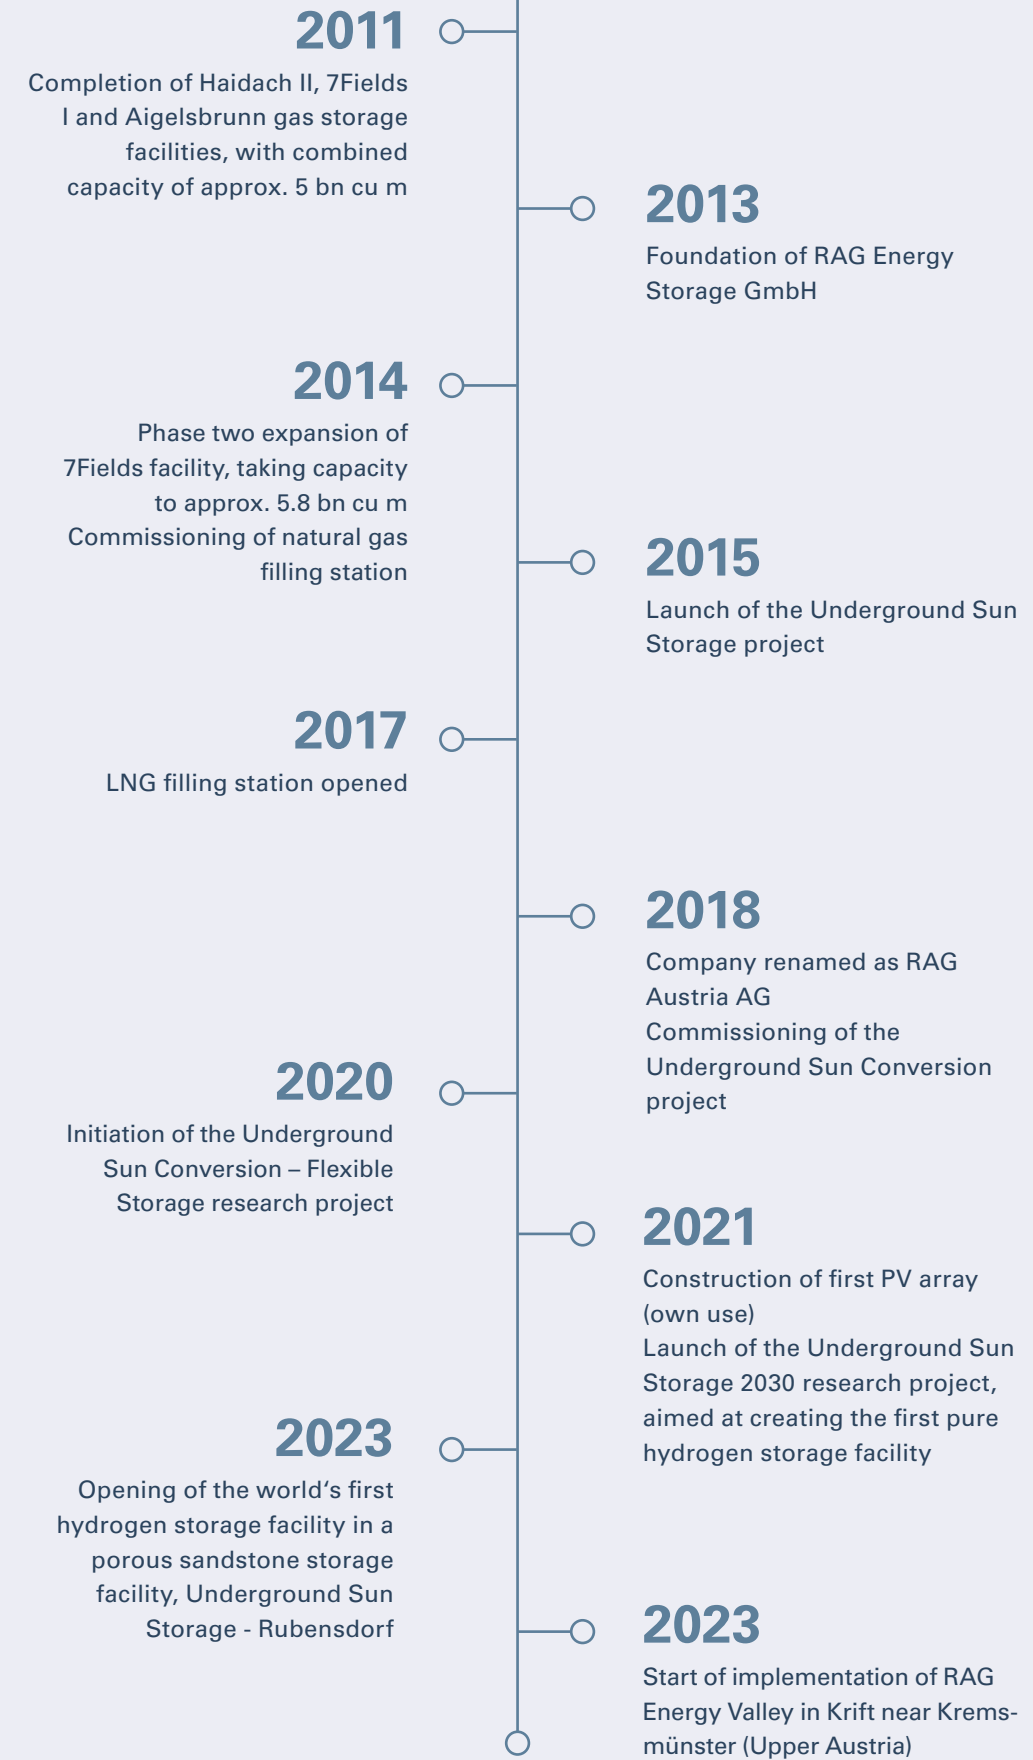 2011
Completion of Haidach II, 7Fields
I and Aigelsbrunn gas storage
facilities, with combined
capacity of approx. 5 bn cu m
2013
Foundation of RAG Energy
Storage GmbH
2014
Phase two expansion of
7Fields facility, taking capacity
to approx. 5.8 bn cu m
Commissioning of natural gas
filling station
2015
Launch of the Underground Sun
Storage project
2017
LNG filling station opened
2018
Company renamed as RAG
Austria AG
Commissioning of the
Underground Sun Conversion
project
2020
Initiation of the Underground
Sun Conversion – Flexible
Storage research project
2021
Construction of first PV array
(own use)
Launch of the Underground Sun
Storage 2030 research project,
aimed at creating the first pure
hydrogen storage facility
2023
Opening of the world‘s first
hydrogen storage facility in a
porous sandstone storage
facility, Underground Sun
Storage - Rubensdorf
2023
Start of implementation of RAG
Energy Valley in Krift near Krems-
münster (Upper Austria)